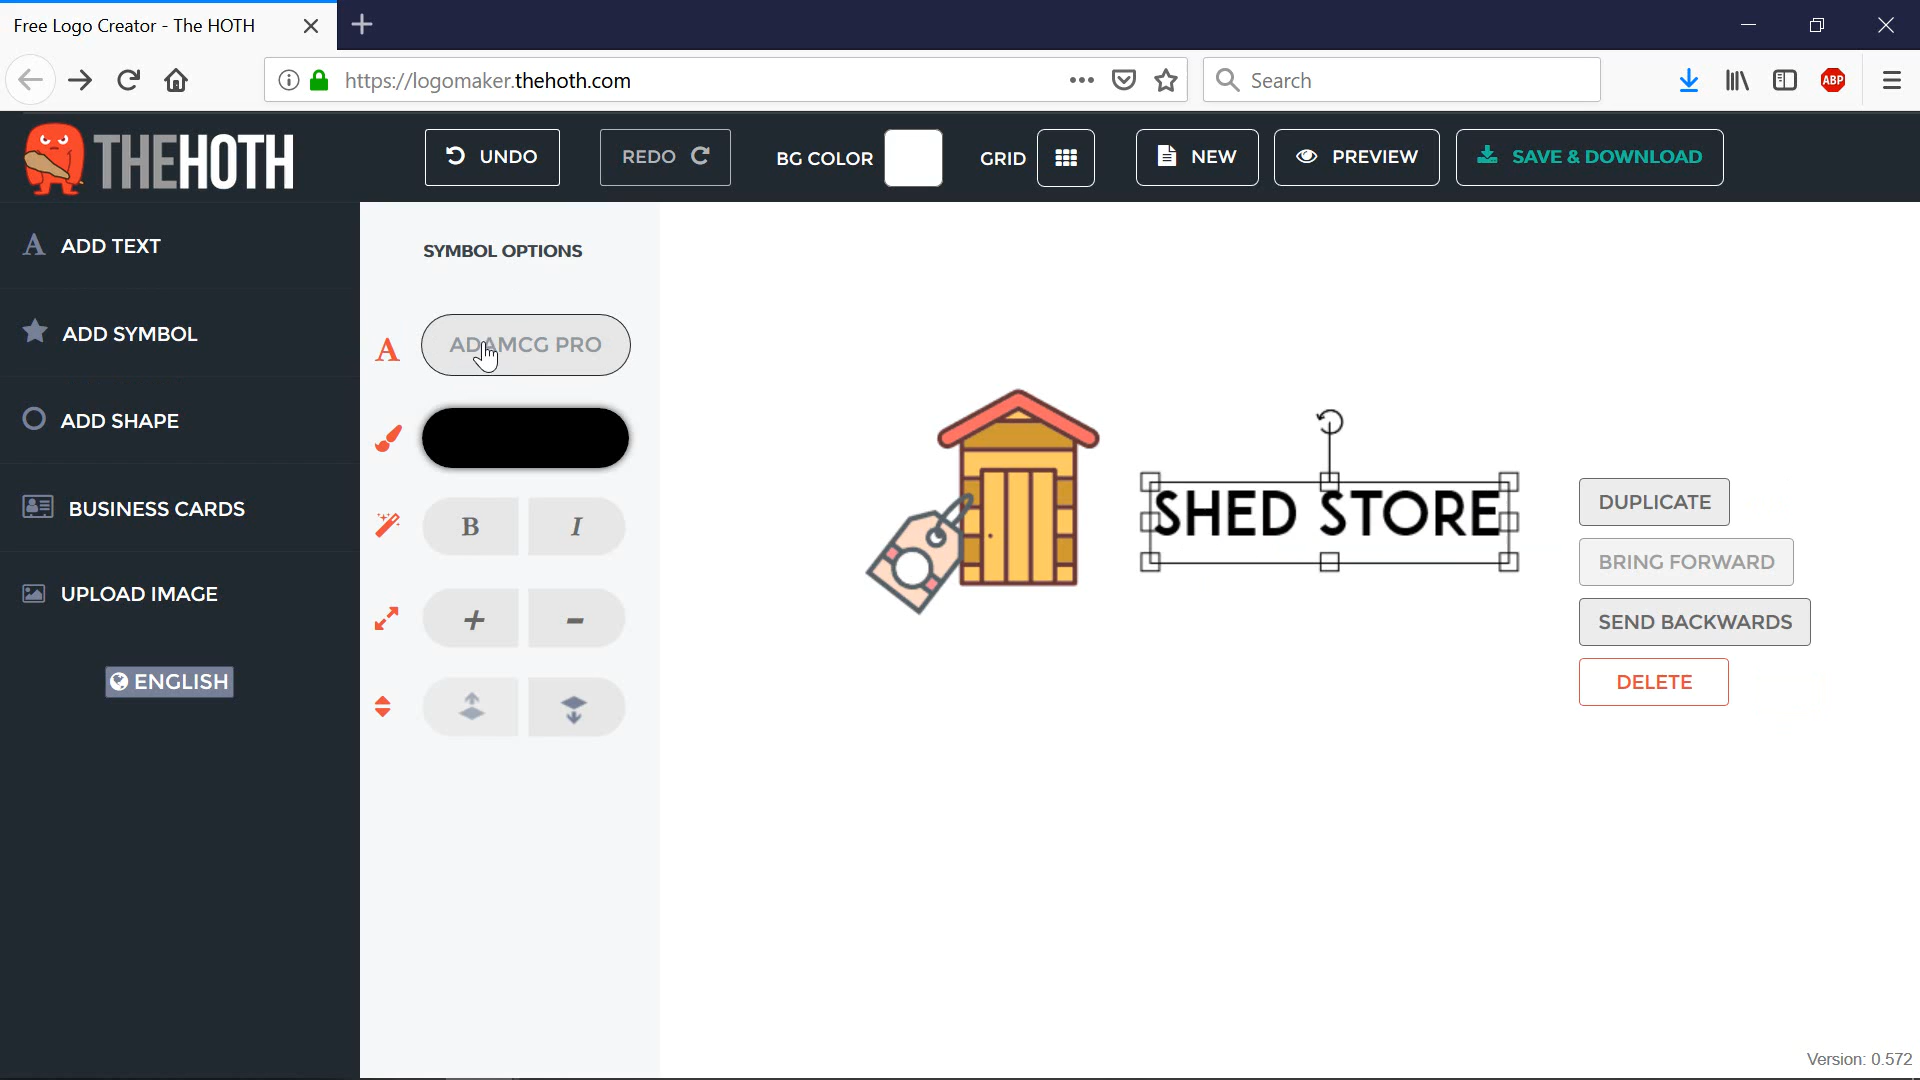 Free Logo Creator - The HOTH
https://logomaker.thehoth.com
Search
ABP
THEHOTH
UNDO
REDO
BG COLOR
GRID
NEW
PREVIEW
SAVE & DOWNLOAD
A ADD TEXT
ADD SYMBOL
ADD SHAPE
BUSINESS CARDS
UPLOAD IMAGE
ENGLISH
SYMBOL OPTIONS
A ADAMCG PRO
B I
+ -
SHED STORE
DUPLICATE
BRING FORWARD
SEND BACKWARDS
DELETE
Version: 0.572